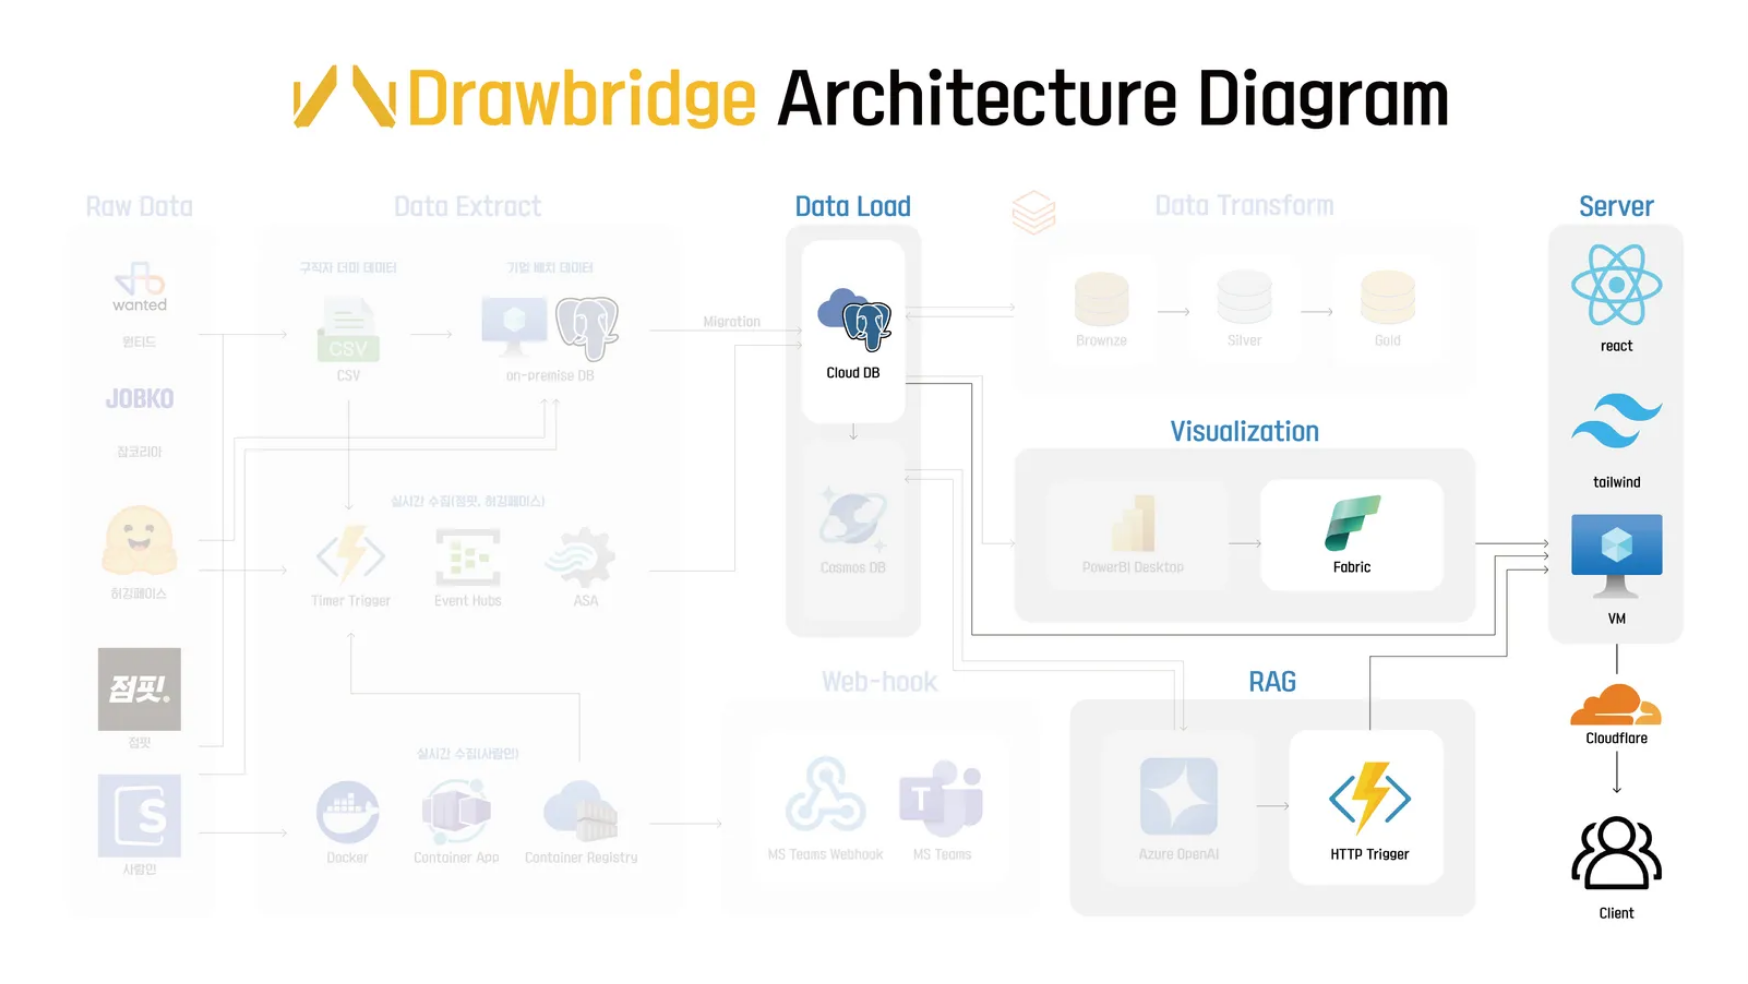 Drawbridge Architecture Diagram
Raw Data
wanted
원티드
JOBKO
잡코리아
허깅페이스
점핏.
점핏
S
사람인
Data Extract
구직자 더미 데이터
CSV
CSV
기업 배치 데이터
on-premise DB
실시간 수집(점핏, 허깅페이스)
Timer Trigger
Event Hubs
ASA
실시간 수집(사람인)
Docker
Container App
Container Registry
Migration
Data Load
Cloud DB
Cosmos DB
Web-hook
MS Teams Webhook
T
MS Teams
Data Transform
Brownze
Silver
Gold
Visualization
PowerBI Desktop
Fabric
RAG
Azure OpenAI
HTTP Trigger
Server
react
tailwind
VM
Cloudflare
Client